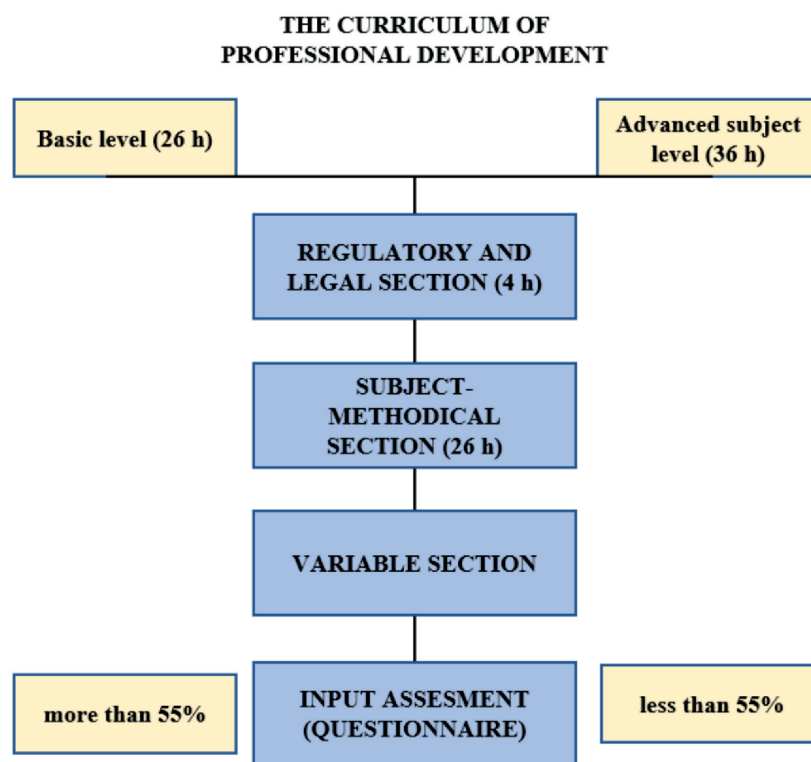 THE CURRICULUM OF
PROFESSIONAL DEVELOPMENT
Basic level (26 h)
Advanced subject
level (36 h)
REGULATORY AND
LEGAL SECTION (4 h)
SUBJECT-
METHODICAL
SECTION (26 h)
VARIABLE SECTION
more than 55%
INPUT ASSESMENT
(QUESTIONNAIRE)
less than 55%